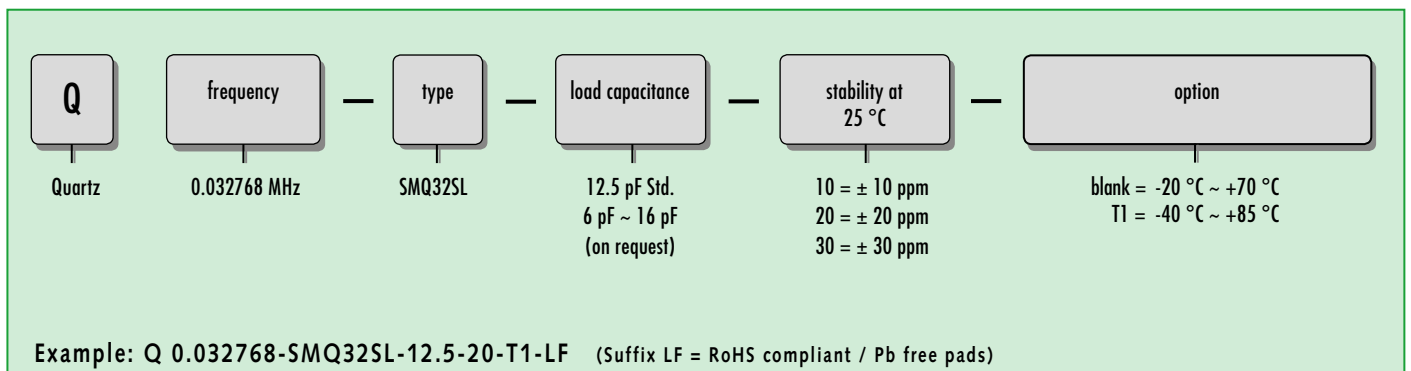 Q
frequency
—
type
—
load capacitance
—
stability at
25 °C
—
option
Quartz
0.032768 MHz
SMQ32SL
12.5 pF Std.
6 pF ~ 16 pF
(on request)
10 = ± 10 ppm
20 = ± 20 ppm
30 = ± 30 ppm
blank = -20 °C ~ +70 °C
T1 = -40 °C ~ +85 °C
Example: Q 0.032768-SMQ32SL-12.5-20-T1-LF (Suffix LF = RoHS compliant / Pb free pads)